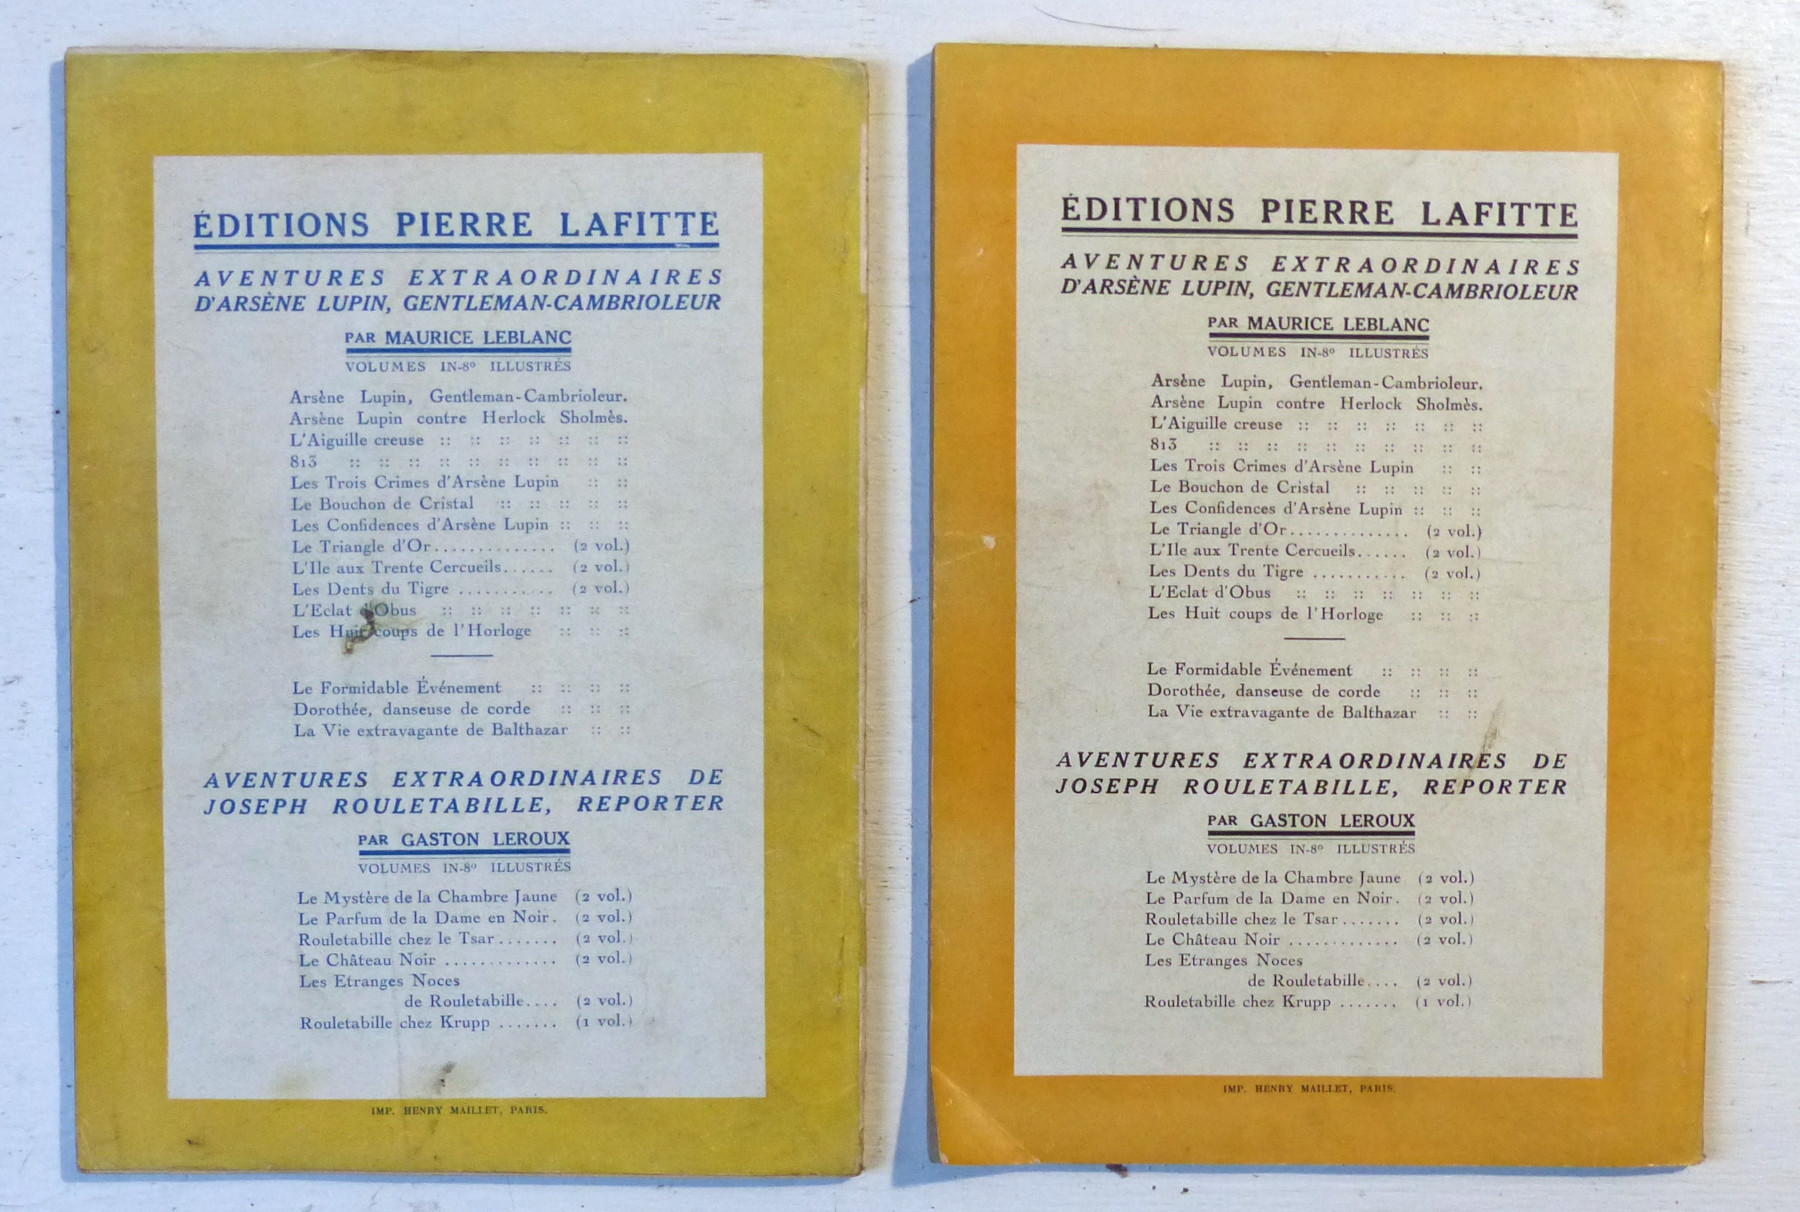 ÉDITIONS PIERRE LAFITTE
AVENTURES EXTRAORDINAIRES
D'ARSÈNE LUPIN, GENTLEMAN-CAMBRIOLEUR
PAR MAURICE LEBLANC
VOLUMES IN-8º ILLUSTRÉS
Arsène Lupin, Gentleman-Cambrioleur.
Arsène Lupin contre Herlock Sholmès.
L'Aiguille creuse :: :: :: :: :: :: ::
813 :: :: :: :: :: :: :: :: :: ::
Les Trois Crimes d'Arsène Lupin :: ::
Le Bouchon de Cristal :: :: :: :: ::
Les Confidences d'Arsène Lupin :: :: ::
Le Triangle d'Or.............. (2 vol.)
L'Ile aux Trente Cercueils...... (2 vol.)
Les Dents du Tigre ........... (2 vol.)
L'Eclat d'Obus :: :: :: :: :: :: ::
Les Huit coups de l'Horloge :: :: ::
Le Formidable Événement :: :: :: ::
Dorothée, danseuse de corde :: :: ::
La Vie extravagante de Balthazar :: ::
AVENTURES EXTRAORDINAIRES DE
JOSEPH ROULETABILLE, REPORTER
PAR GASTON LEROUX
VOLUMES IN-8º ILLUSTRÉS
Le Mystère de la Chambre Jaune (2 vol.)
Le Parfum de la Dame en Noir. (2 vol.)
Rouletabille chez le Tsar....... (2 vol.)
Le Château Noir ............. (2 vol.)
Les Etranges Noces
de Rouletabille.... (2 vol.)
Rouletabille chez Krupp ....... (1 vol.)
IMP. HENRY MAILLET, PARIS.
ÉDITIONS PIERRE LAFITTE
AVENTURES EXTRAORDINAIRES
D'ARSÈNE LUPIN, GENTLEMAN-CAMBRIOLEUR
PAR MAURICE LEBLANC
VOLUMES IN-8º ILLUSTRÉS
Arsène Lupin, Gentleman-Cambrioleur.
Arsène Lupin contre Herlock Sholmès.
L'Aiguille creuse :: :: :: :: :: :: ::
813 :: :: :: :: :: :: :: :: :: ::
Les Trois Crimes d'Arsène Lupin :: ::
Le Bouchon de Cristal :: :: :: :: ::
Les Confidences d'Arsène Lupin :: :: ::
Le Triangle d'Or.............. (2 vol.)
L'Ile aux Trente Cercueils...... (2 vol.)
Les Dents du Tigre ........... (2 vol.)
L'Eclat d'Obus :: :: :: :: :: :: ::
Les Huit coups de l'Horloge :: :: ::
Le Formidable Événement :: :: :: ::
Dorothée, danseuse de corde :: :: ::
La Vie extravagante de Balthazar :: ::
AVENTURES EXTRAORDINAIRES DE
JOSEPH ROULETABILLE, REPORTER
PAR GASTON LEROUX
VOLUMES IN-8º ILLUSTRÉS
Le Mystère de la Chambre Jaune (2 vol.)
Le Parfum de la Dame en Noir. (2 vol.)
Rouletabille chez le Tsar....... (2 vol.)
Le Château Noir ............. (2 vol.)
Les Etranges Noces
de Rouletabille.... (2 vol.)
Rouletabille chez Krupp ....... (1 vol.)
IMP. HENRY MAILLET, PARIS.